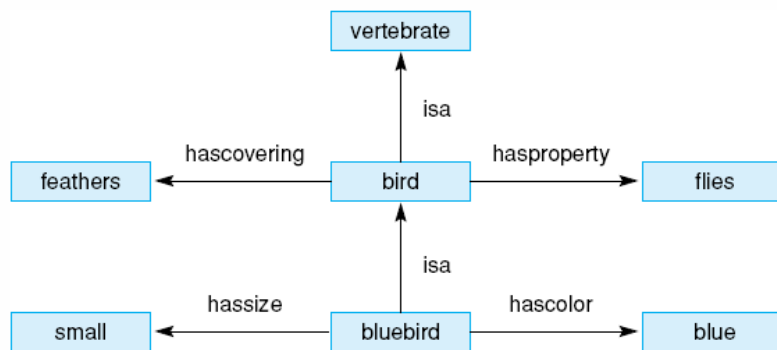 vertebrate
isa
hascovering
hasproperty
feathers
bird
flies
isa
hassize
hascolor
small
bluebird
blue